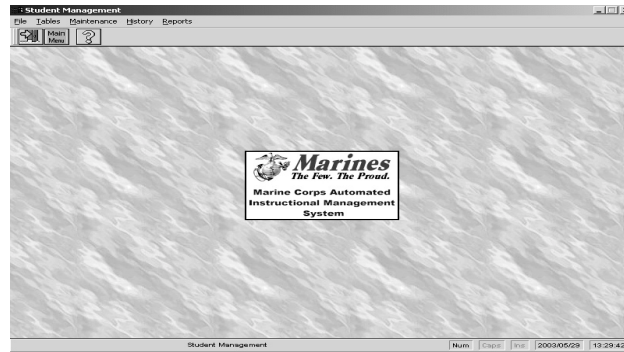 Student Management
File Tables Maintenance History Reports
Main
Menu
Marines
The Few. The Proud.
Marine Corps Automated
Instructional Management
System
Student Management Num Caps Ins 2003/05/29 13:29:42